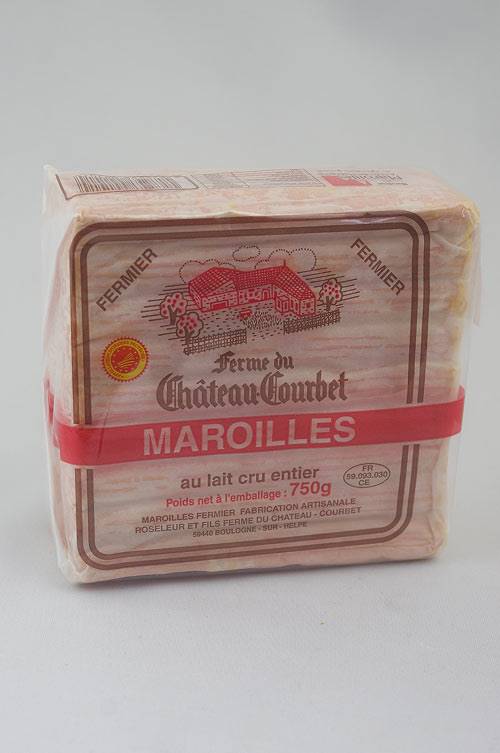 FERMIER
FERMIER
Ferme du
Château Courbet
MAROILLES
au lait cru entier
Poids net à l'emballage : 750g
FR
59.093.030
CE
MAROILLES FERMIER FABRICATION ARTISANALE
ROSELEUR ET FILS FERME DU CHATEAU - COURBET
59440 BOULOGNE - SUR - HELPE